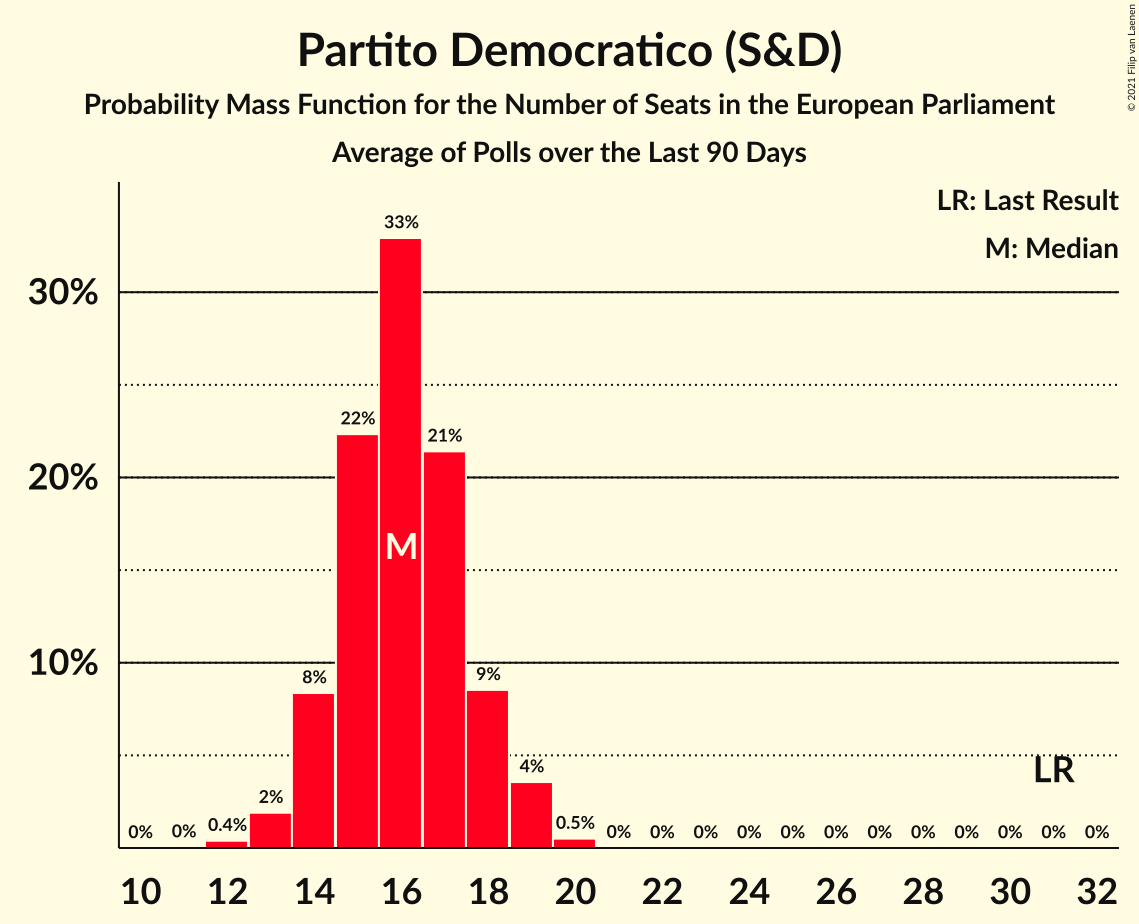 Partito Democratico (S&D)
Probability Mass Function for the Number of Seats in the European Parliament
Average of Polls over the Last 90 Days
© 2021 Filip van Laenen
LR: Last Result
M: Median
30%
20%
10%
0% 0% 0.4% 2% 8% 22% 33% 21% 9% 4% 0.5% 0% 0% 0% 0% 0% 0% 0% 0% 0% 0% 0% 0%
M
LR
10 12 14 16 18 20 22 24 26 28 30 32